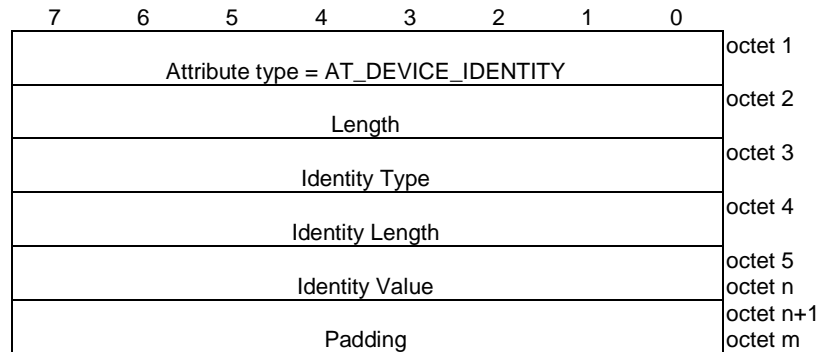 7 6 5 4 3 2 1 0
octet 1
Attribute type = AT_DEVICE_IDENTITY
octet 2
Length
octet 3
Identity Type
octet 4
Identity Length
octet 5
Identity Value octet n
octet n+1
Padding octet m